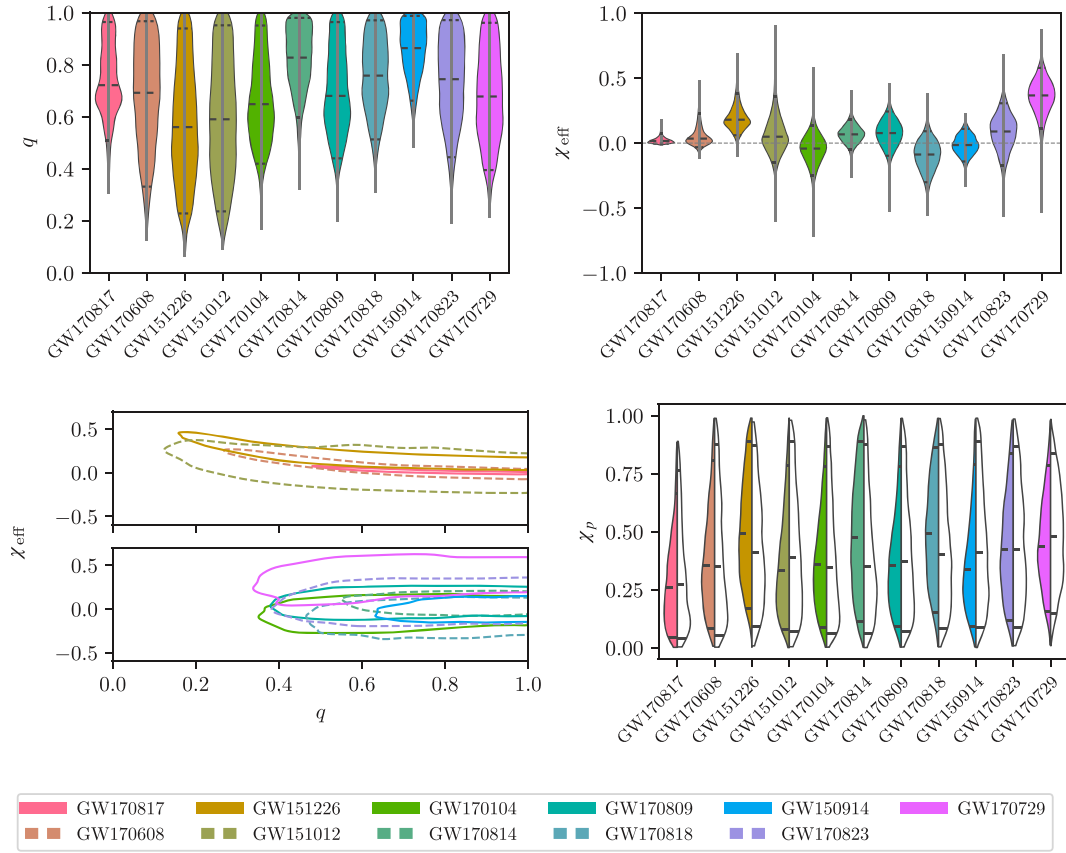 1.0
0.8
0.6
0.4
0.2
0.0
q
GW170817
GW170608
GW151226
GW151012
GW170104
GW170814
GW170809
GW170818
GW150914
GW170823
GW170729
1.0
0.5
0.0
−0.5
−1.0
χeff
GW170817
GW170608
GW151226
GW151012
GW170104
GW170814
GW170809
GW170818
GW150914
GW170823
GW170729
0.5
0.0
−0.5
0.5
0.0
−0.5
χeff
0.0
0.2
0.4
0.6
0.8
1.0
q
1.00
0.75
0.50
0.25
0.00
χp
GW170817
GW170608
GW151226
GW151012
GW170104
GW170814
GW170809
GW170818
GW150914
GW170823
GW170729
GW170817 GW151226 GW170104 GW170809 GW150914 GW170729
GW170608 GW151012 GW170814 GW170818 GW170823